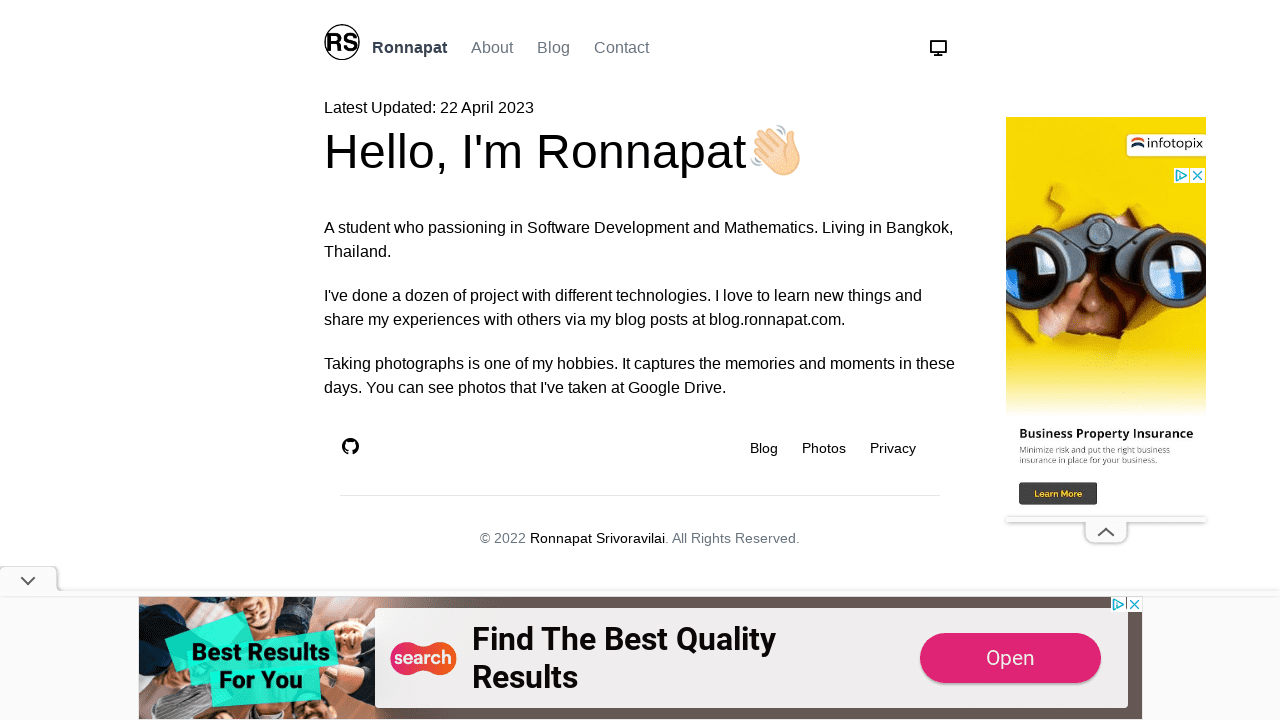 RS
Ronnapat About Blog Contact
Latest Updated: 22 April 2023
Hello, I'm Ronnapat👋🏻
A student who passioning in Software Development and Mathematics. Living in Bangkok,
Thailand.
I've done a dozen of project with different technologies. I love to learn new things and
share my experiences with others via my blog posts at blog.ronnapat.com.
Taking photographs is one of my hobbies. It captures the memories and moments in these
days. You can see photos that I've taken at Google Drive.
Blog Photos Privacy
© 2022 Ronnapat Srivoravilai. All Rights Reserved.
infotopix
Business Property Insurance
Minimize risk and put the right business
insurance in place for your business.
Learn More
Best Results
For You
search
Find The Best Quality
Results
Open